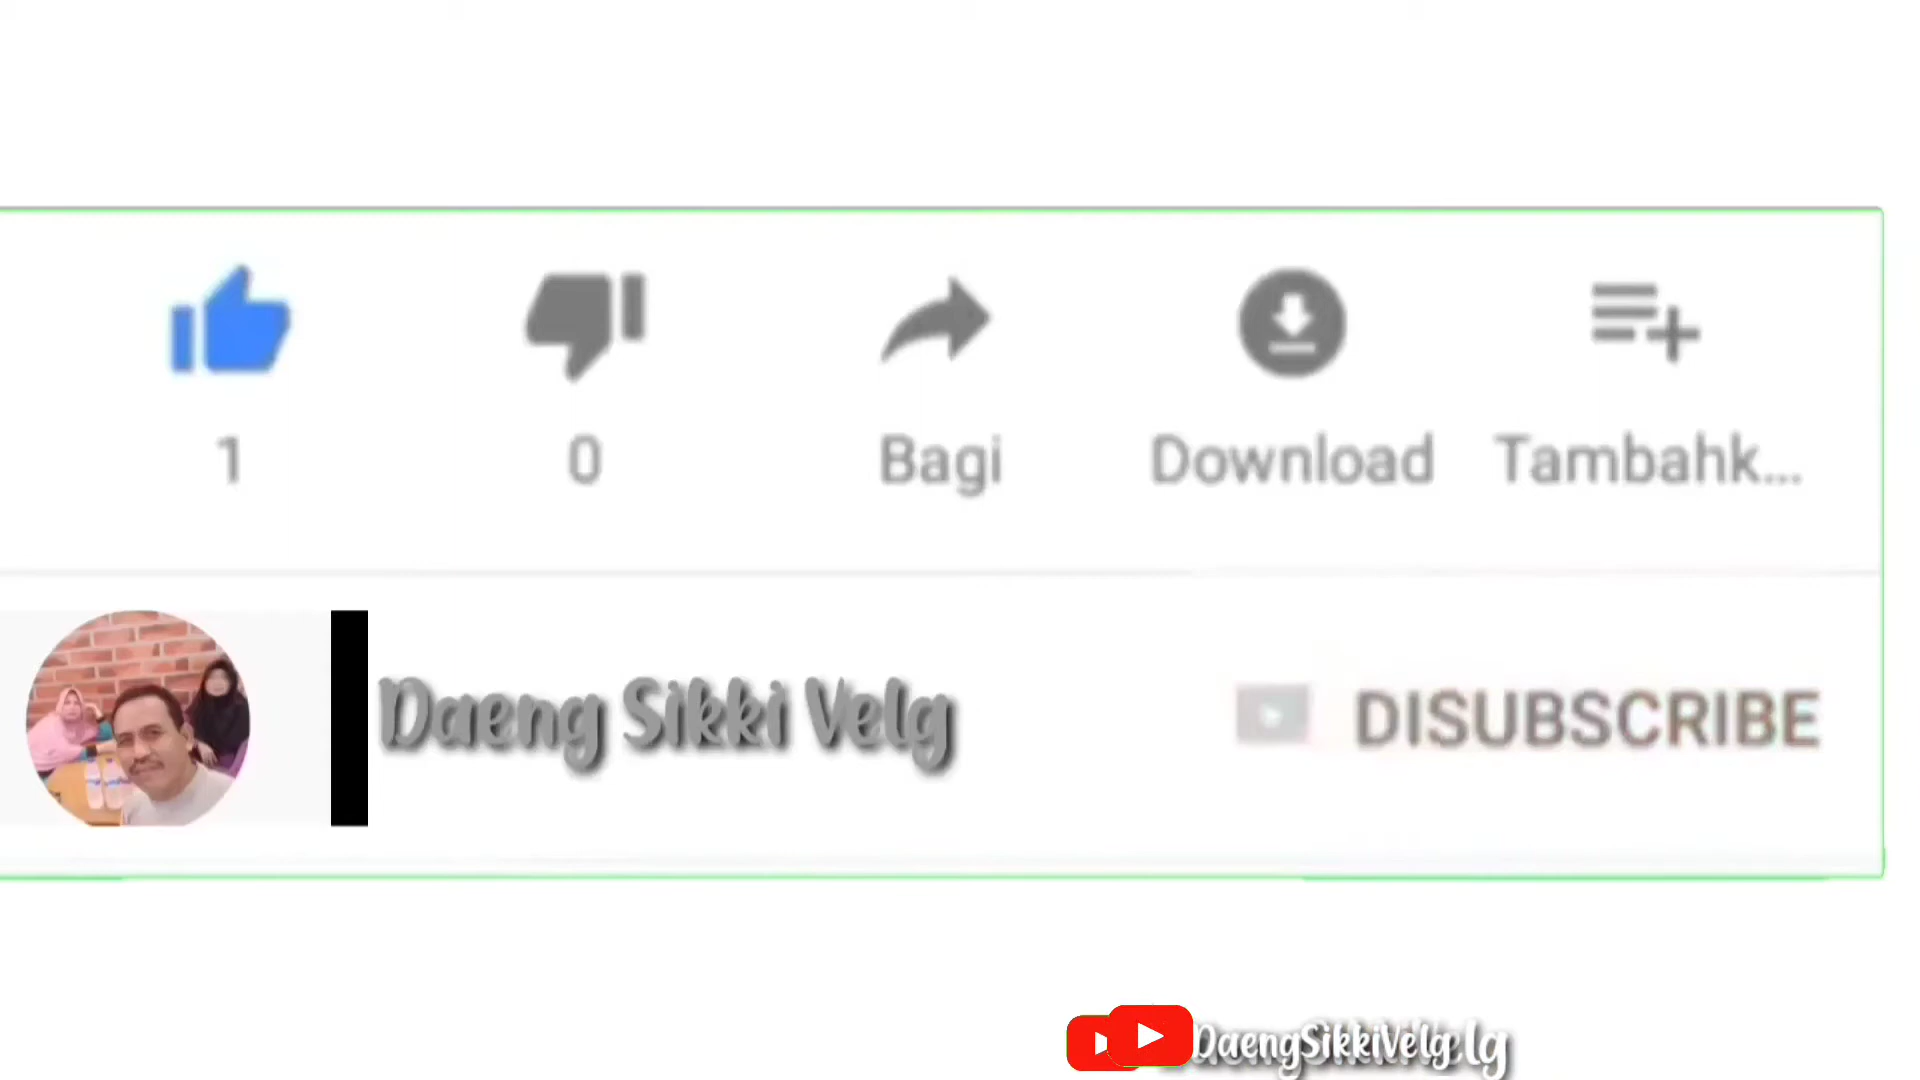 1 0 Bagi Download Tambahk...
Daeng Sikki Velg DISUBSCRIBE
DaengSikkiVelg lg